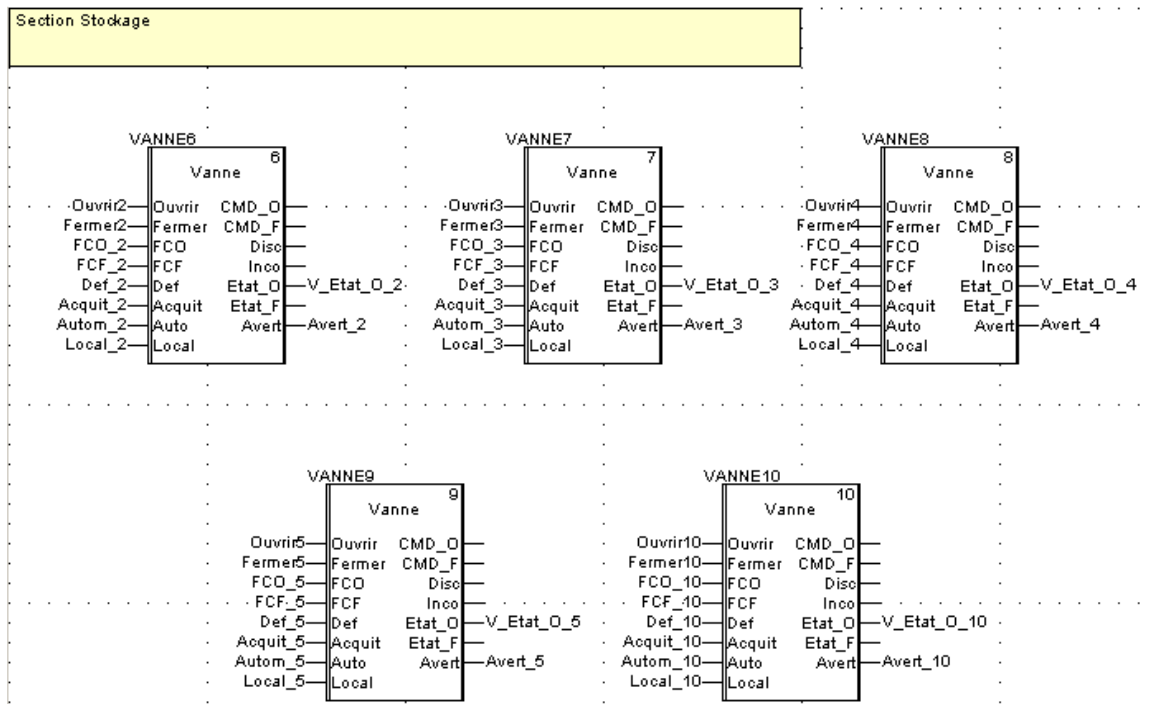 Section Stockage
VANNE6
6
Vanne
Ouvrir2 Ouvrir CMD_O
Fermer2 Fermer CMD_F
FCO_2 FCO Disc
FCF_2 FCF Inco
Def_2 Def Etat_O V_Etat_O_2
Acquit_2 Acquit Etat_F
Autom_2 Auto Avert Avert_2
Local_2 Local
VANNE7
7
Vanne
Ouvrir3 Ouvrir CMD_O
Fermer3 Fermer CMD_F
FCO_3 FCO Disc
FCF_3 FCF Inco
Def_3 Def Etat_O V_Etat_O_3
Acquit_3 Acquit Etat_F
Autom_3 Auto Avert Avert_3
Local_3 Local
VANNE8
8
Vanne
Ouvrir4 Ouvrir CMD_O
Fermer4 Fermer CMD_F
FCO_4 FCO Disc
FCF_4 FCF Inco
Def_4 Def Etat_O V_Etat_O_4
Acquit_4 Acquit Etat_F
Autom_4 Auto Avert Avert_4
Local_4 Local
VANNE9
9
Vanne
Ouvrir5 Ouvrir CMD_O
Fermer5 Fermer CMD_F
FCO_5 FCO Disc
FCF_5 FCF Inco
Def_5 Def Etat_O V_Etat_O_5
Acquit_5 Acquit Etat_F
Autom_5 Auto Avert Avert_5
Local_5 Local
VANNE10
10
Vanne
Ouvrir10 Ouvrir CMD_O
Fermer10 Fermer CMD_F
FCO_10 FCO Disc
FCF_10 FCF Inco
Def_10 Def Etat_O V_Etat_O_10
Acquit_10 Acquit Etat_F
Autom_10 Auto Avert Avert_10
Local_10 Local